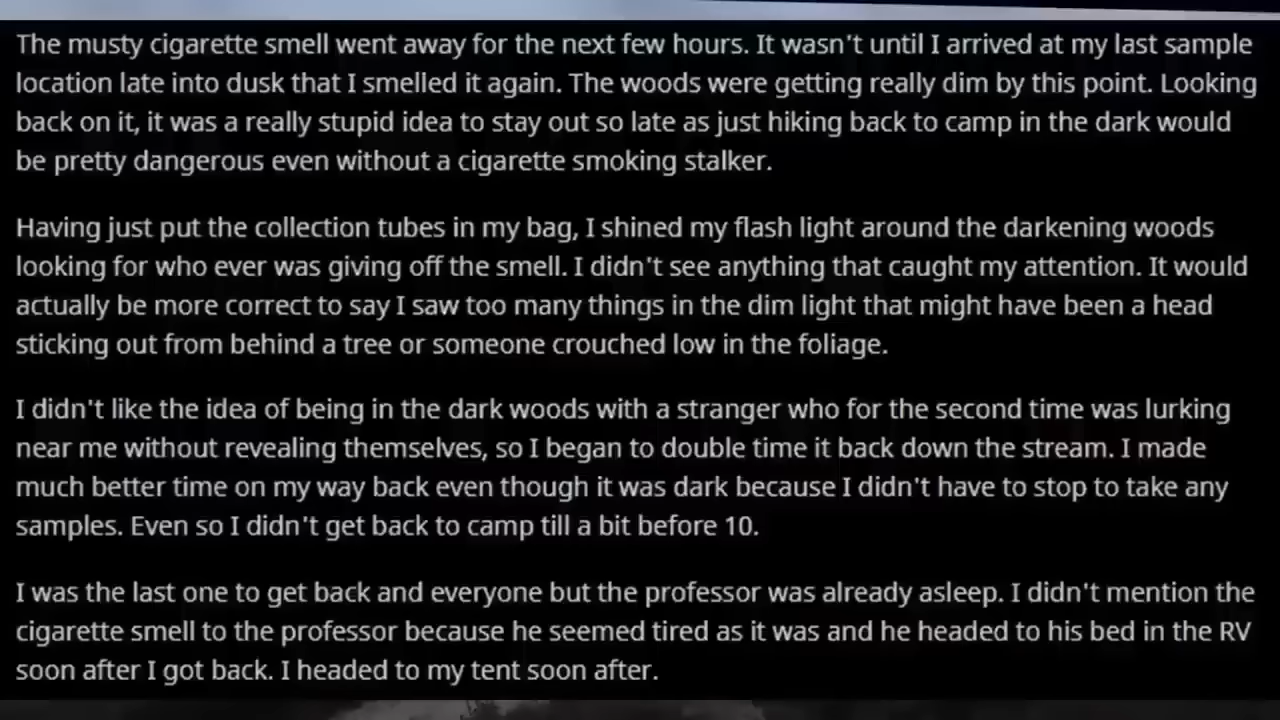 The musty cigarette smell went away for the next few hours. It wasn't until I arrived at my last sample
location late into dusk that I smelled it again. The woods were getting really dim by this point. Looking
back on it, it was a really stupid idea to stay out so late as just hiking back to camp in the dark would
be pretty dangerous even without a cigarette smoking stalker.
Having just put the collection tubes in my bag, I shined my flash light around the darkening woods
looking for who ever was giving off the smell. I didn't see anything that caught my attention. It would
actually be more correct to say I saw too many things in the dim light that might have been a head
sticking out from behind a tree or someone crouched low in the foliage.
I didn't like the idea of being in the dark woods with a stranger who for the second time was lurking
near me without revealing themselves, so I began to double time it back down the stream. I made
much better time on my way back even though it was dark because I didn't have to stop to take any
samples. Even so I didn't get back to camp till a bit before 10.
I was the last one to get back and everyone but the professor was already asleep. I didn't mention the
cigarette smell to the professor because he seemed tired as it was and he headed to his bed in the RV
soon after I got back. I headed to my tent soon after.